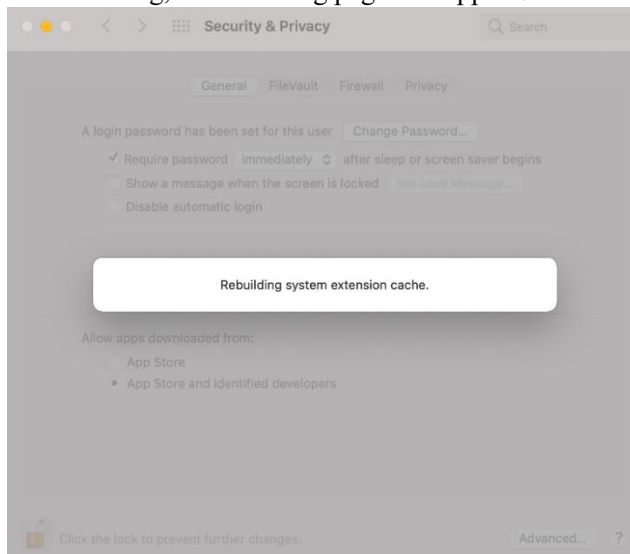 Security & Privacy
Search
General FileVault Firewall Privacy
A login password has been set for this user Change Password...
Require password immediately after sleep or screen saver begins
Show a message when the screen is locked Set Lock Message...
Disable automatic login
Rebuilding system extension cache.
Allow apps downloaded from:
App Store
App Store and identified developers
Click the lock to prevent further changes.
Advanced... ?